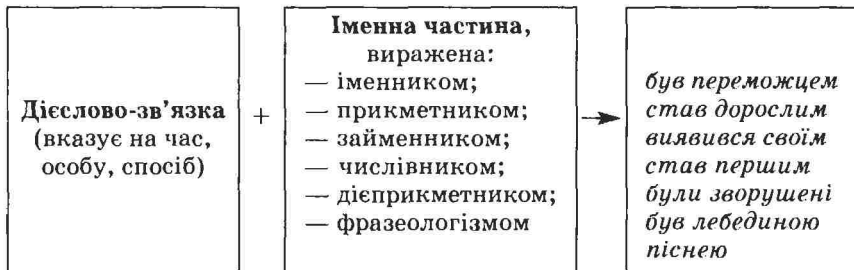 Дієслово-зв’язка
(вказує на час,
особу, спосіб)
+
Іменна частина,
виражена:
— іменником;
— прикметником;
— займенником;
— числівником;
— дієприкметником;
— фразеологізмом
був переможцем
став дорослим
виявився своїм
став першим
були зворушені
був лебединою
піснею